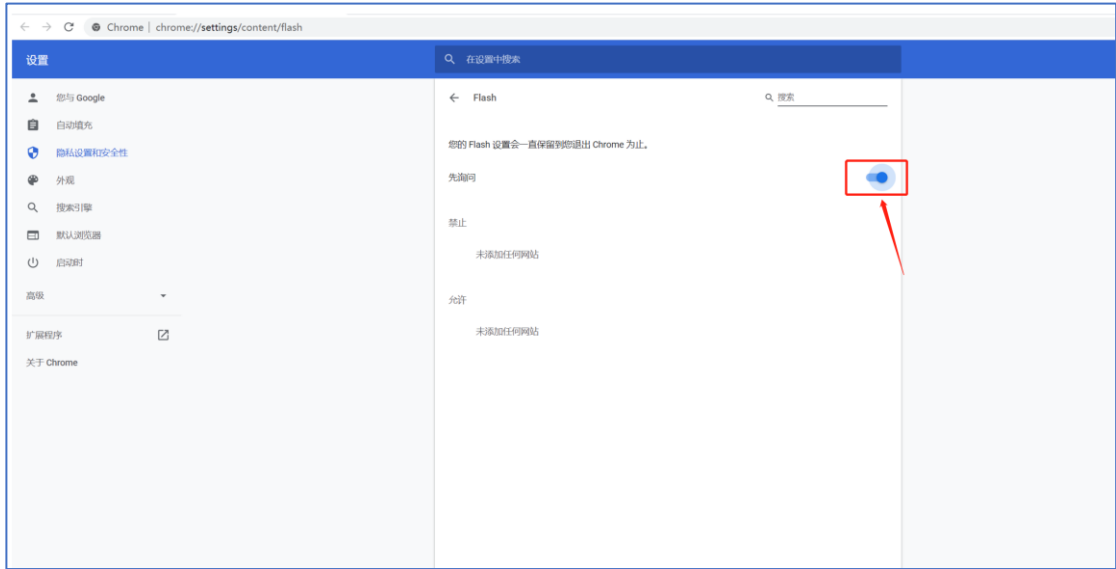 Chrome | chrome://settings/content/flash
设置
在设置中搜索
您与 Google
自动填充
隐私设置和安全性
外观
搜索引擎
默认浏览器
启动时
高级
扩展程序
关于 Chrome
Flash
搜索
您的 Flash 设置会一直保留到您退出 Chrome 为止。
先询问
禁止
未添加任何网站
允许
未添加任何网站